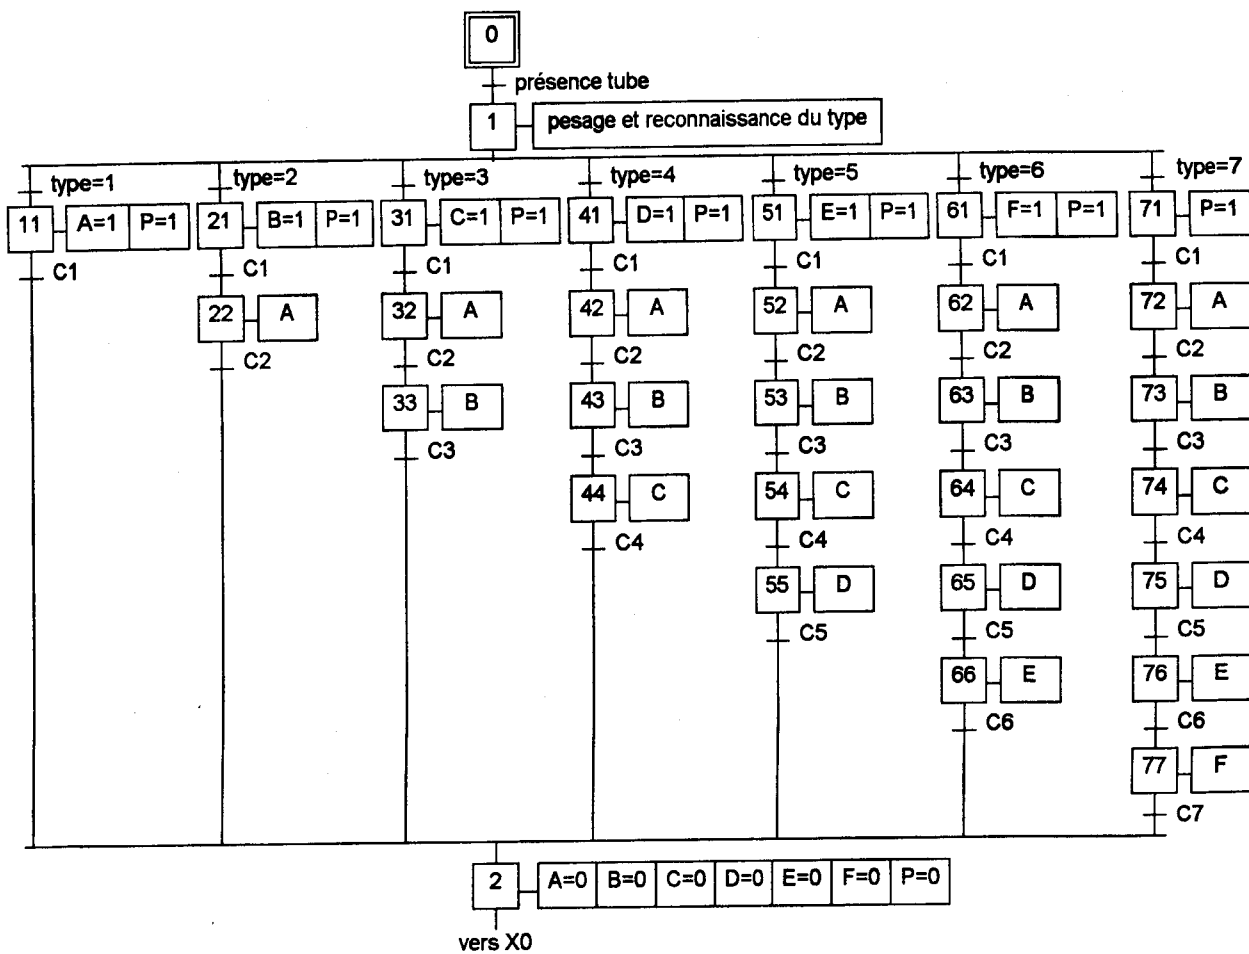 0
présence tube
1 pesage et reconnaissance du type
type=1 type=2 type=3 type=4 type=5 type=6 type=7
11 A=1 P=1 21 B=1 P=1 31 C=1 P=1 41 D=1 P=1 51 E=1 P=1 61 F=1 P=1 71 P=1
C1 C1 C1 C1 C1 C1 C1
22 A 32 A 42 A 52 A 62 A 72 A
C2 C2 C2 C2 C2 C2
33 B 43 B 53 B 63 B 73 B
C3 C3 C3 C3 C3
44 C 54 C 64 C 74 C
C4 C4 C4 C4
55 D 65 D 75 D
C5 C5 C5
66 E 76 E
C6 C6
77 F
C7
2 A=0 B=0 C=0 D=0 E=0 F=0 P=0
vers X0